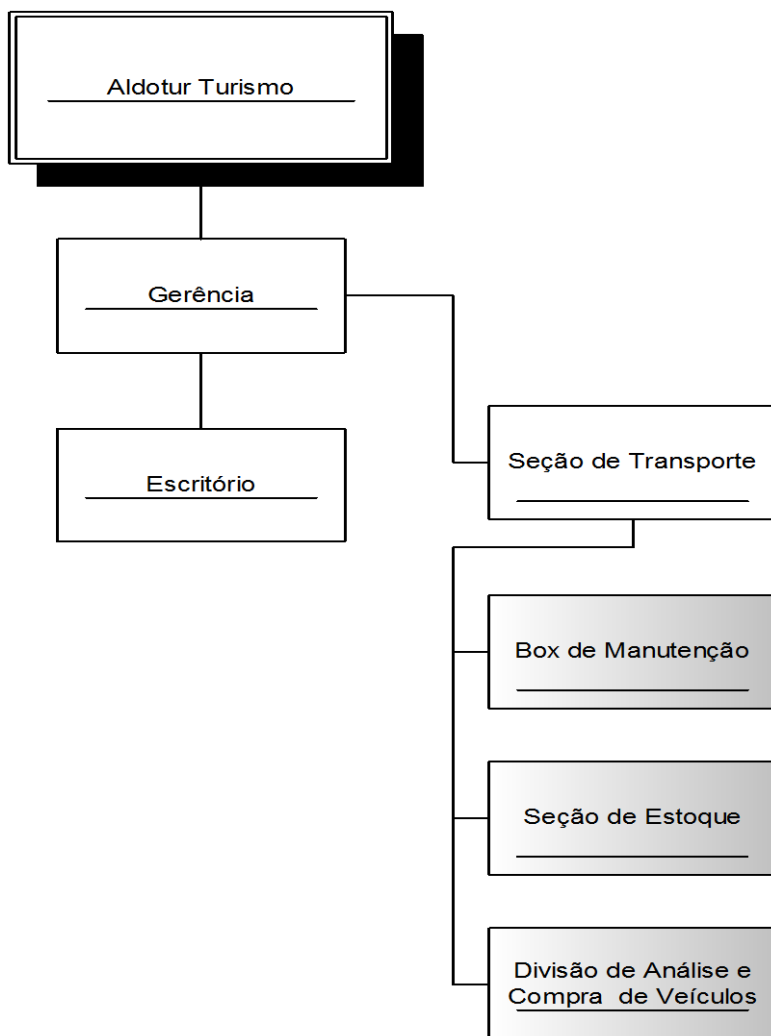 Aldotur Turismo
Gerência
Escritório
Seção de Transporte
Box de Manutenção
Seção de Estoque
Divisão de Análise e
Compra de Veículos